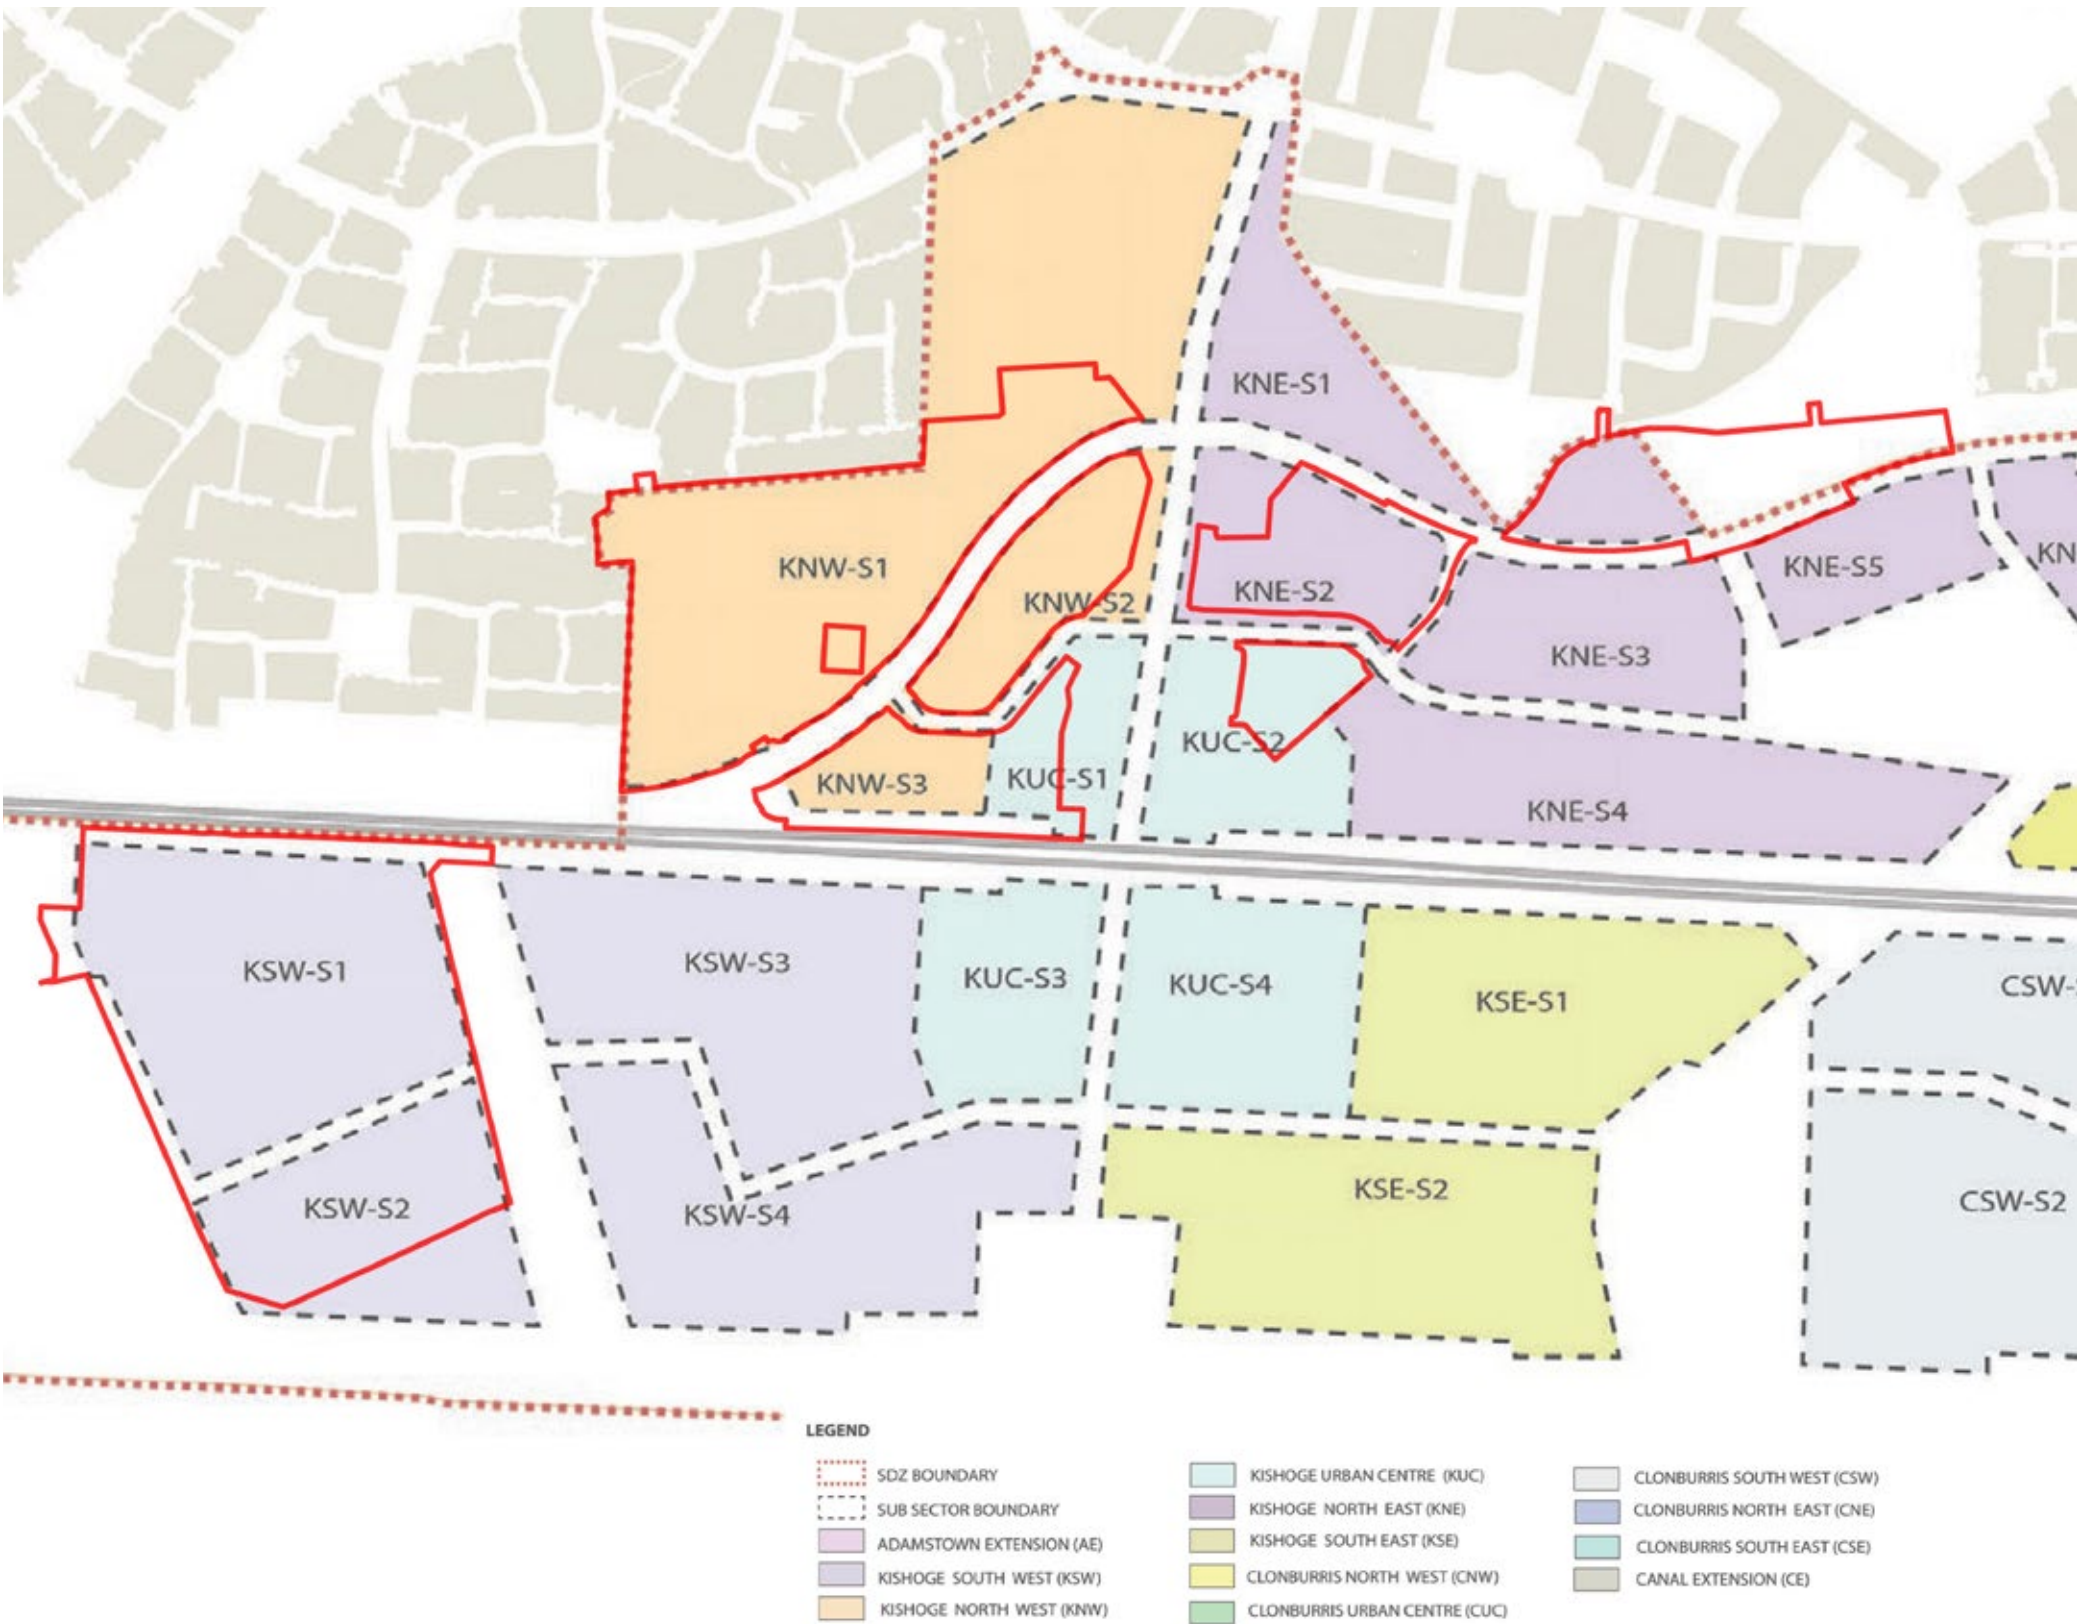 KNE-S1
KNW-S1
KNW-S2
KNE-S2
KNE-S5
KN
KNE-S3
KUC-S2
KNW-S3
KUC-S1
KNE-S4
KSW-S1
KSW-S3
KUC-S3
KUC-S4
KSE-S1
CSW-
KSW-S2
KSW-S4
KSE-S2
CSW-S2
LEGEND
SDZ BOUNDARY
SUB SECTOR BOUNDARY
ADAMSTOWN EXTENSION (AE)
KISHOGE SOUTH WEST (KSW)
KISHOGE NORTH WEST (KNW)
KISHOGE URBAN CENTRE (KUC)
KISHOGE NORTH EAST (KNE)
KISHOGE SOUTH EAST (KSE)
CLONBURRIS NORTH WEST (CNW)
CLONBURRIS URBAN CENTRE (CUC)
CLONBURRIS SOUTH WEST (CSW)
CLONBURRIS NORTH EAST (CNE)
CLONBURRIS SOUTH EAST (CSE)
CANAL EXTENSION (CE)